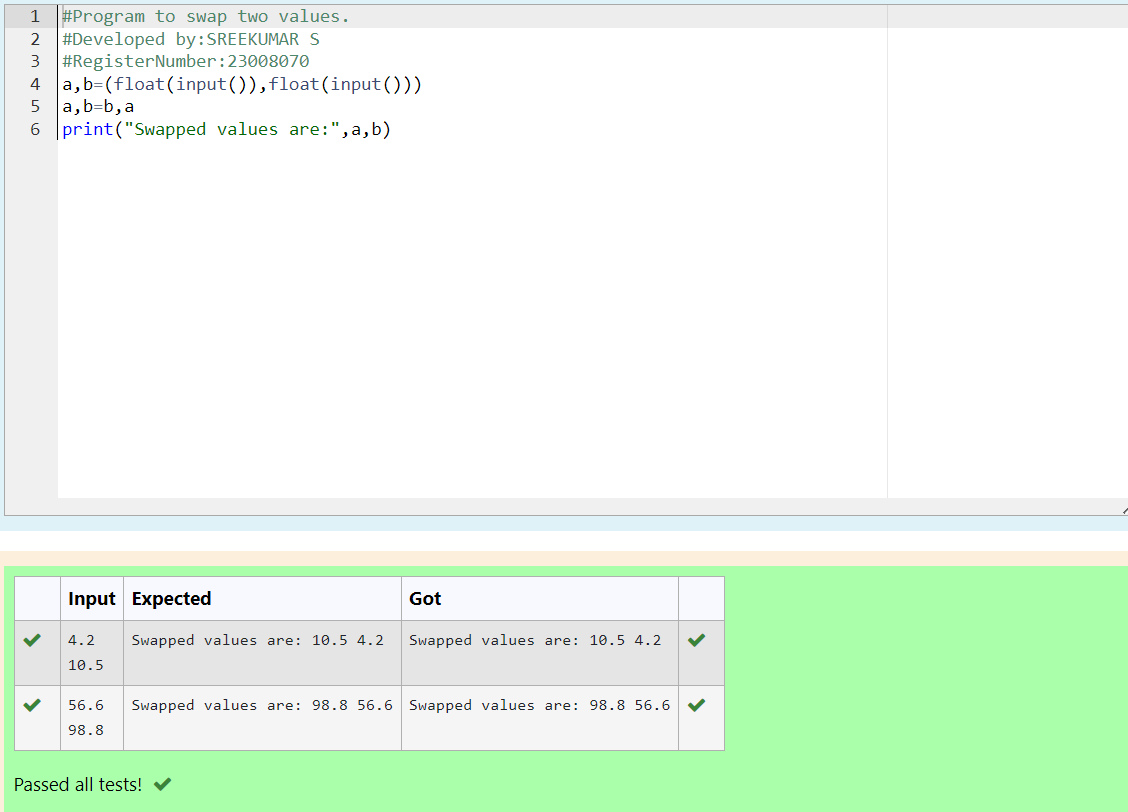 1 #Program to swap two values.
2 #Developed by:SREEKUMAR S
3 #RegisterNumber:23008070
4 a,b=(float(input()),float(input()))
5 a,b=b,a
6 print("Swapped values are:",a,b)
Input Expected Got
4.2 Swapped values are: 10.5 4.2 Swapped values are: 10.5 4.2
10.5
56.6 Swapped values are: 98.8 56.6 Swapped values are: 98.8 56.6
98.8
Passed all tests!